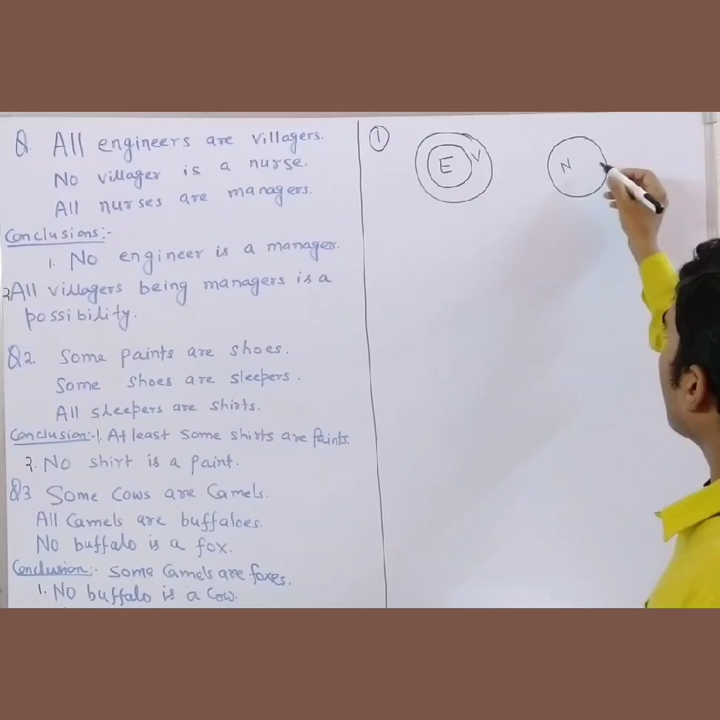 Q. All engineers are villagers.
No villager is a nurse.
All nurses are managers.
Conclusions:-
1. No engineer is a manager.
2. All villagers being managers is a
possibility.
Q2. Some paints are shoes.
Some shoes are sleepers.
All sleepers are shirts.
Conclusion:-1. At least some shirts are Paints.
2. No shirt is a paint.
Q3 Some Cows are Camels.
All Camels are buffaloes.
No buffalo is a fox.
Conclusion:- Some Camels are foxes.
1. No buffalo is a Cow.
1
E V
N